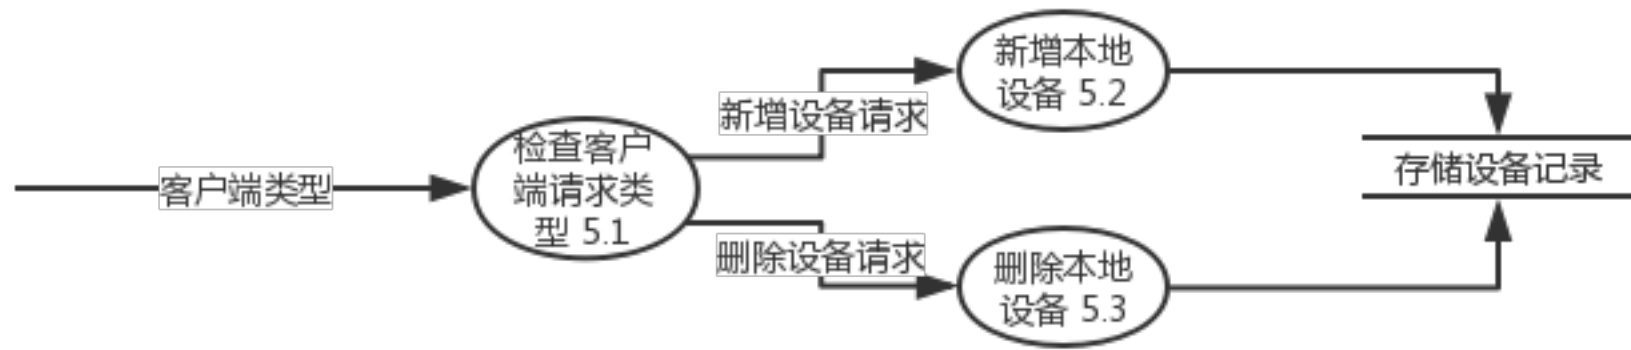 客户端类型
检查客户
端请求类
型 5.1
新增设备请求
删除设备请求
新增本地
设备 5.2
删除本地
设备 5.3
存储设备记录